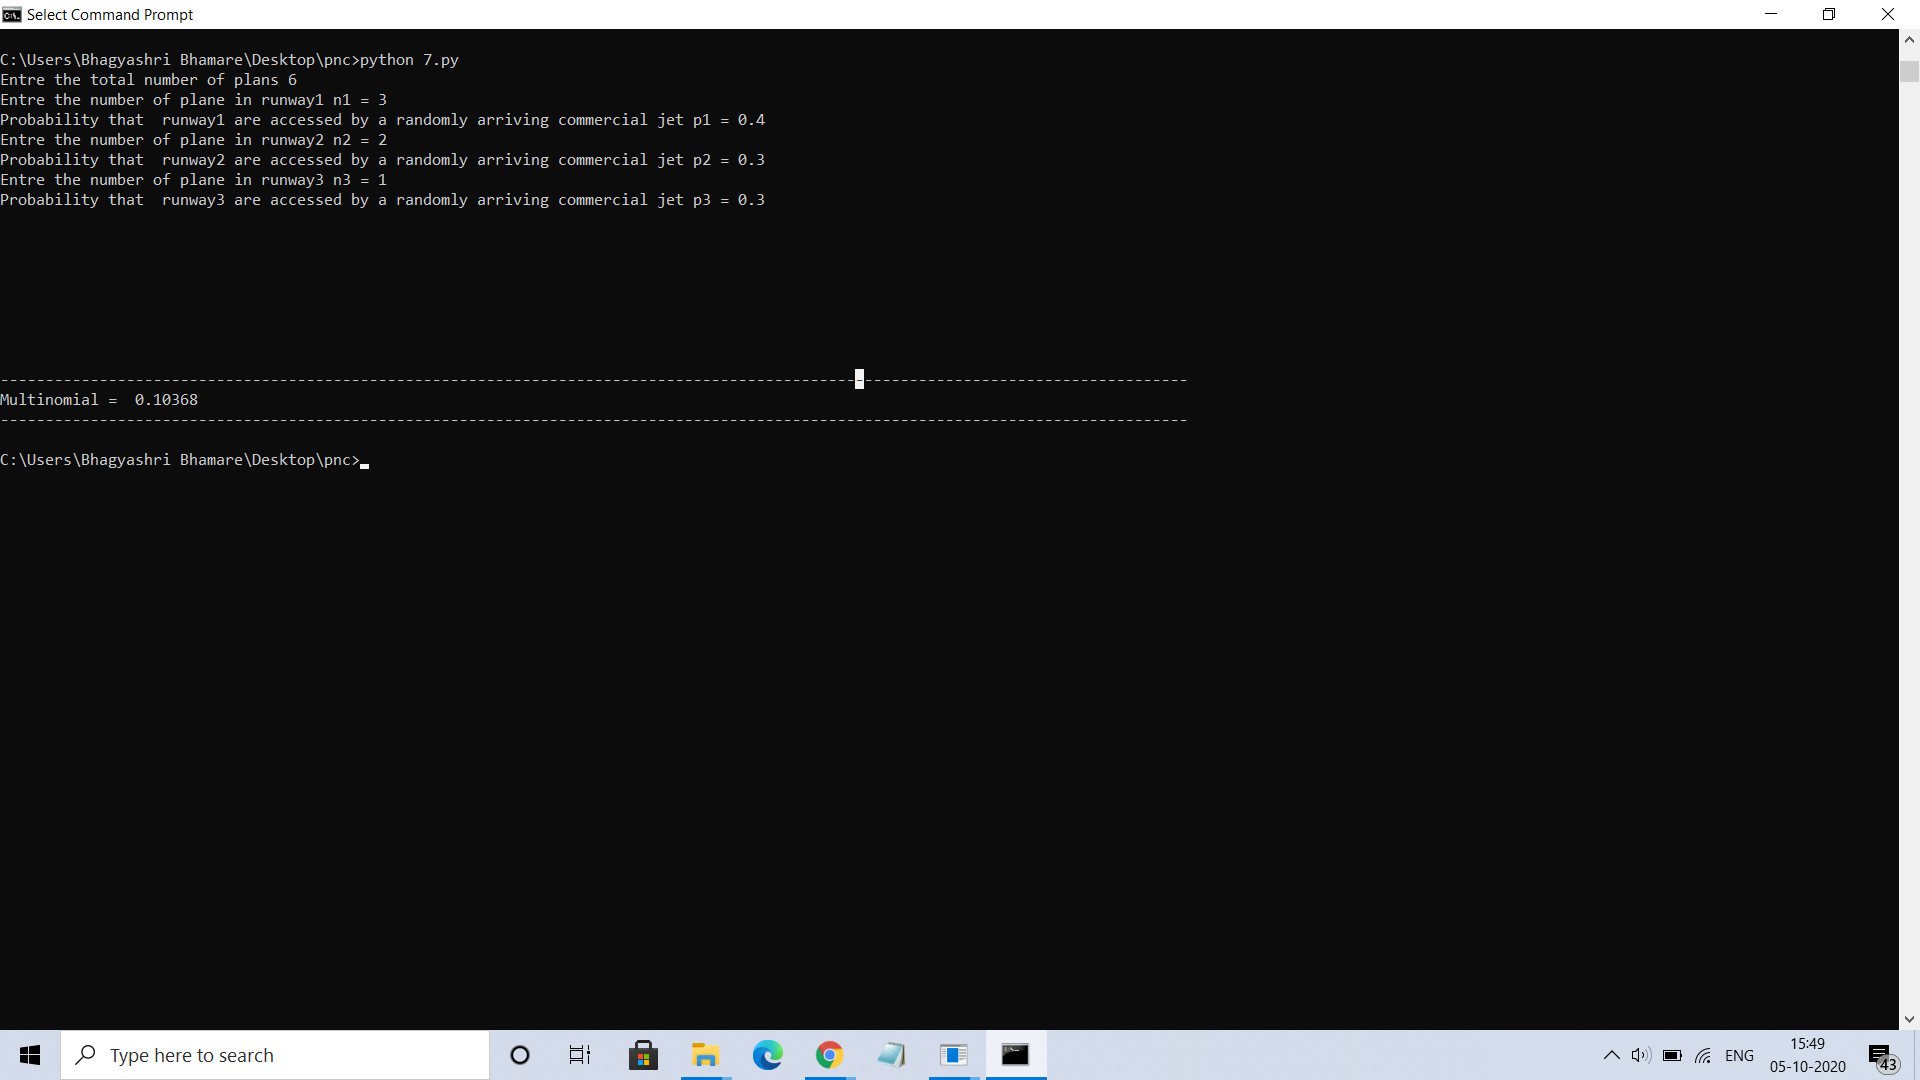 Select Command Prompt
C:\Users\Bhagyashri Bhamare\Desktop\pnc>python 7.py
Entre the total number of plans 6
Entre the number of plane in runway1 n1 = 3
Probability that  runway1 are accessed by a randomly arriving commercial jet p1 = 0.4
Entre the number of plane in runway2 n2 = 2
Probability that  runway2 are accessed by a randomly arriving commercial jet p2 = 0.3
Entre the number of plane in runway3 n3 = 1
Probability that  runway3 are accessed by a randomly arriving commercial jet p3 = 0.3
------------------------------------------------------------------------------------------------------------------------------------
Multinomial =  0.10368
------------------------------------------------------------------------------------------------------------------------------------
C:\Users\Bhagyashri Bhamare\Desktop\pnc>
Type here to search
ENG
15:49
05-10-2020
43